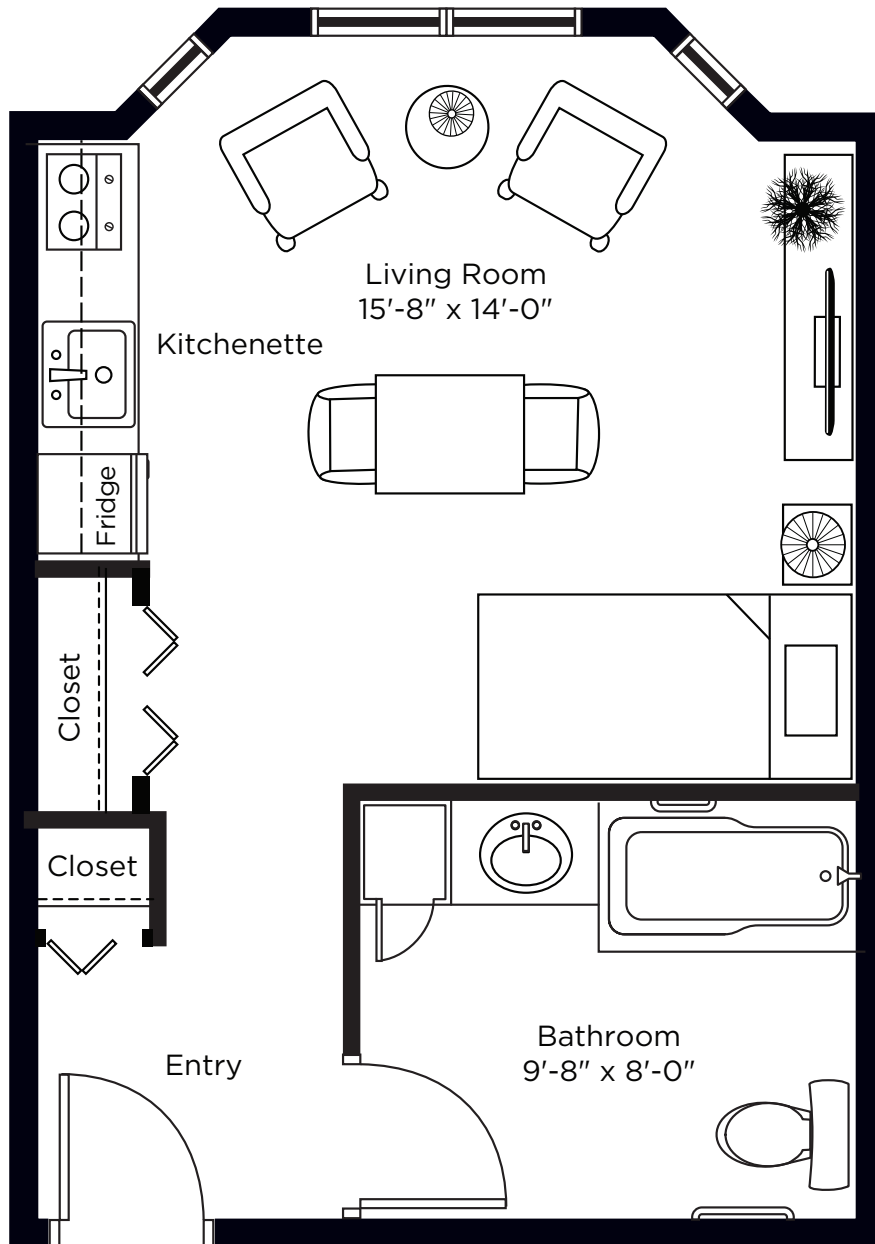 Living Room
15'-8" x 14'-0"
Kitchenette
Fridge
Closet
Closet
Entry
Bathroom
9'-8" x 8'-0"